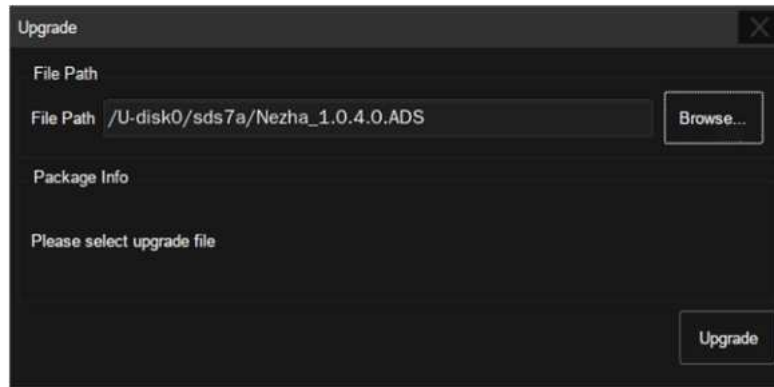 Upgrade
File Path
File Path /U-disk0/sds7a/Nezha_1.0.4.0.ADS Browse...
Package Info
Please select upgrade file
Upgrade